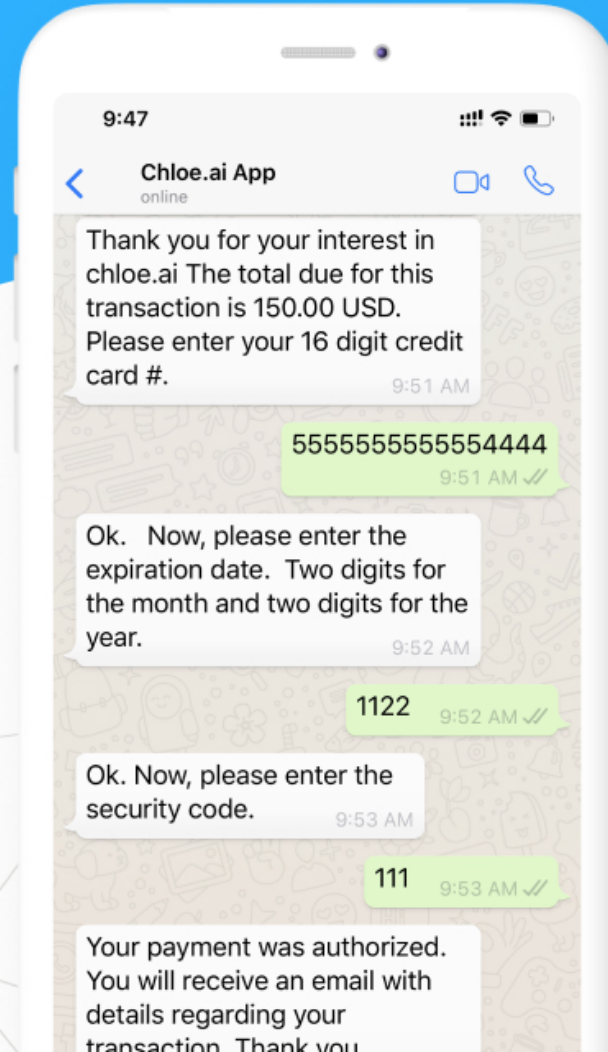 9:47
Chloe.ai App
online
Thank you for your interest in
chloe.ai The total due for this
transaction is 150.00 USD.
Please enter your 16 digit credit
card #.
9:51 AM
5555555555554444
9:51 AM
Ok.   Now, please enter the
expiration date.  Two digits for
the month and two digits for the
year.
9:52 AM
1122
9:52 AM
Ok. Now, please enter the
security code.
9:53 AM
111
9:53 AM
Your payment was authorized.
You will receive an email with
details regarding your
transaction. Thank you